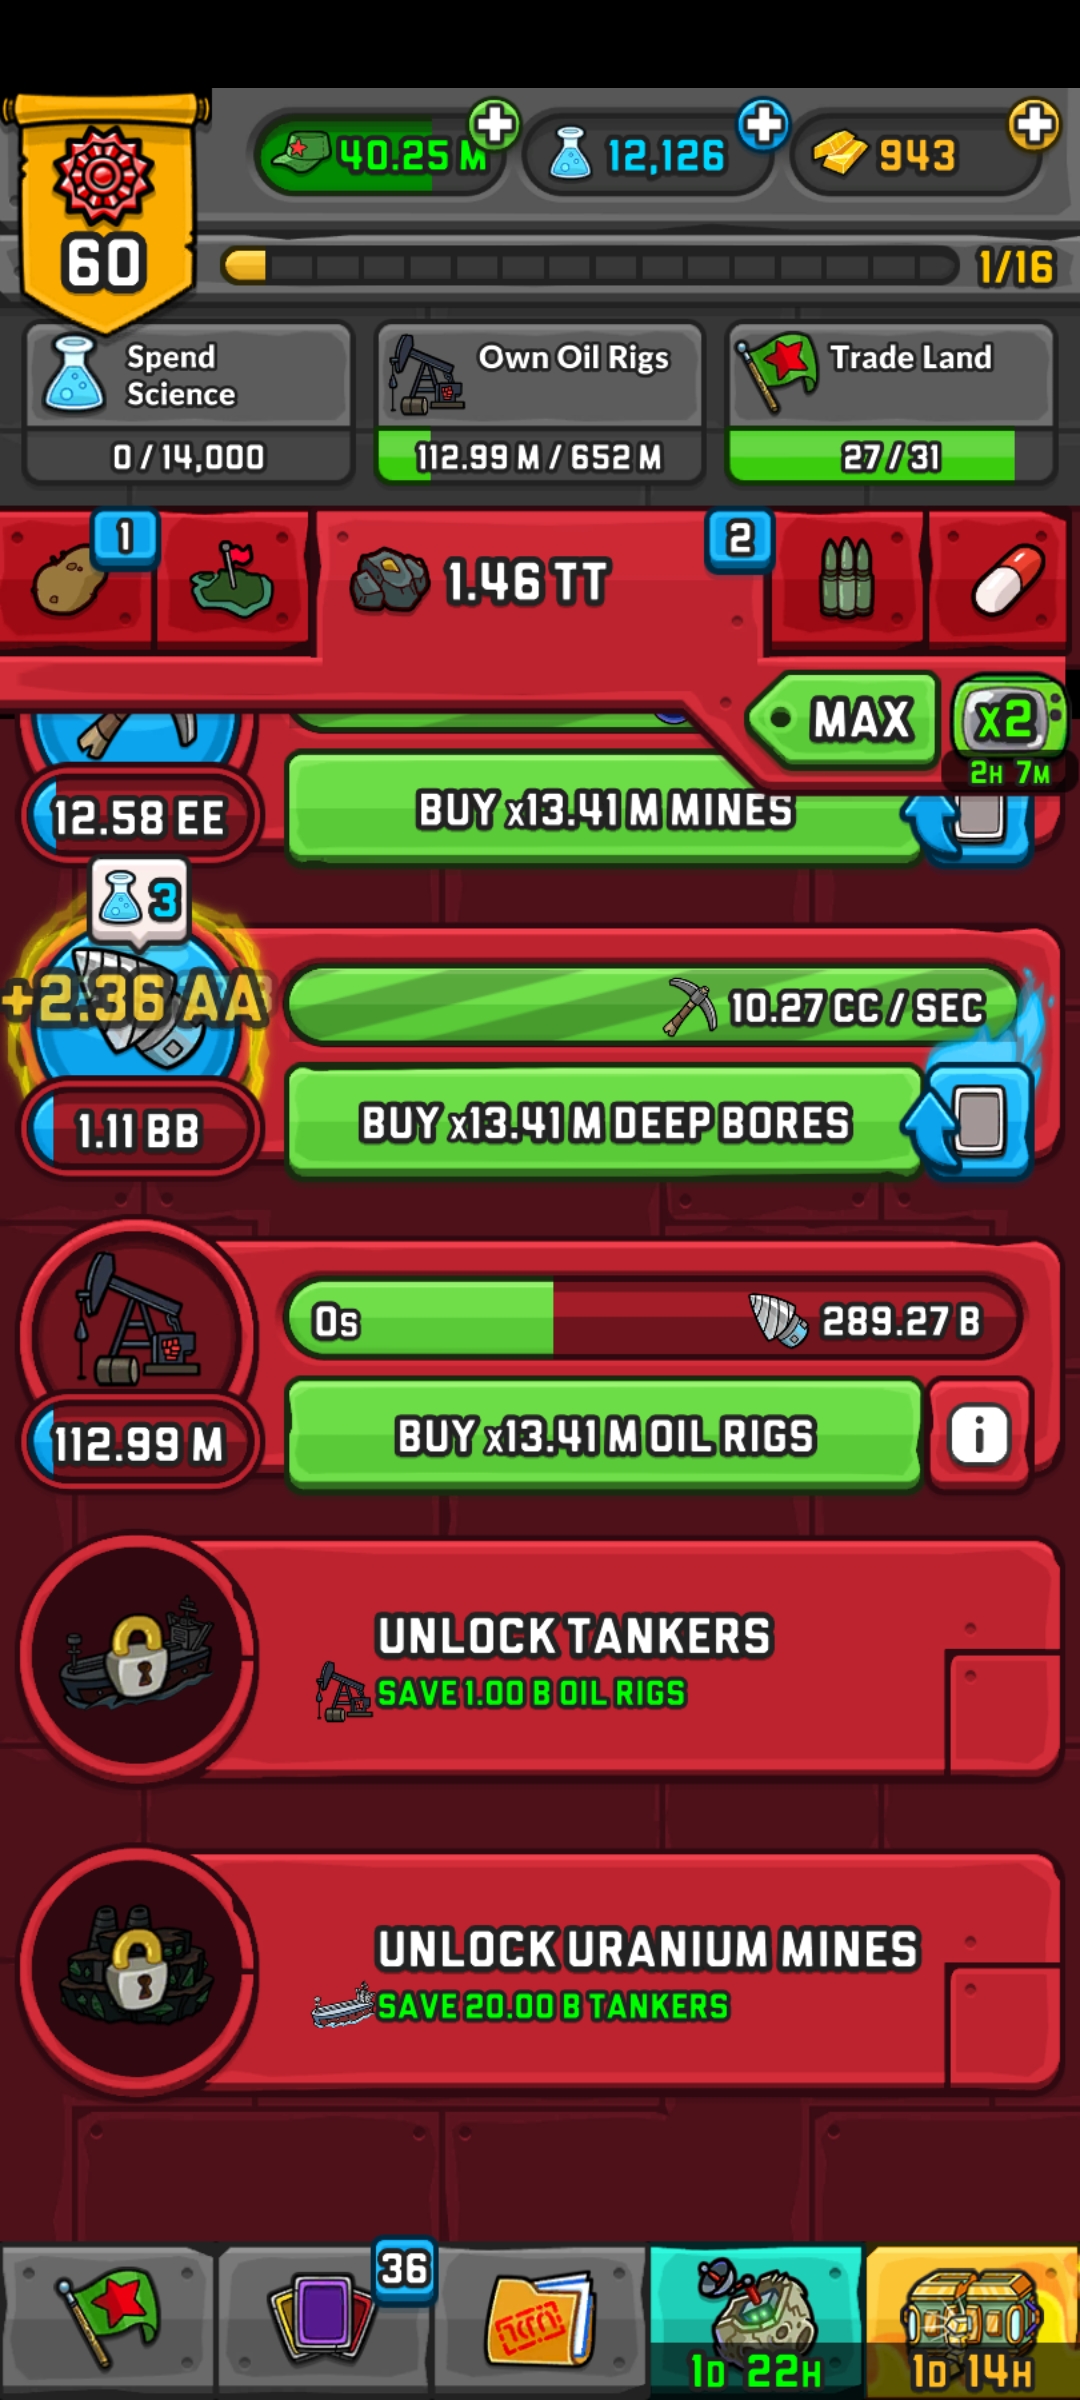 60
40.25 M
12,126
943
1/16
Spend
Science
0 / 14,000
Own Oil Rigs
112.99 M / 652 M
Trade Land
27 / 31
1
1.46 TT
2
MAX
x2
2H 7M
12.58 EE
BUY x13.41 M MINES
3
+2.36 AA
10.27 CC / SEC
1.11 BB
BUY x13.41 M DEEP BORES
0s
289.27 B
112.99 M
BUY x13.41 M OIL RIGS
i
UNLOCK TANKERS
SAVE 1.00 B OIL RIGS
UNLOCK URANIUM MINES
SAVE 20.00 B TANKERS
36
1D 22H
1D 14H